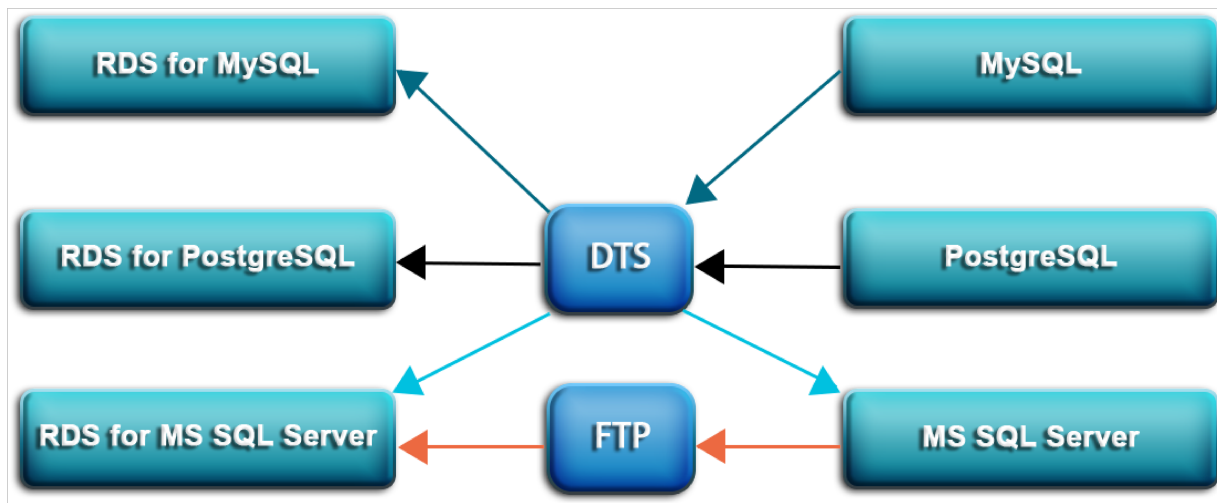 RDS for MySQL
MySQL
RDS for PostgreSQL
DTS
PostgreSQL
RDS for MS SQL Server
FTP
MS SQL Server